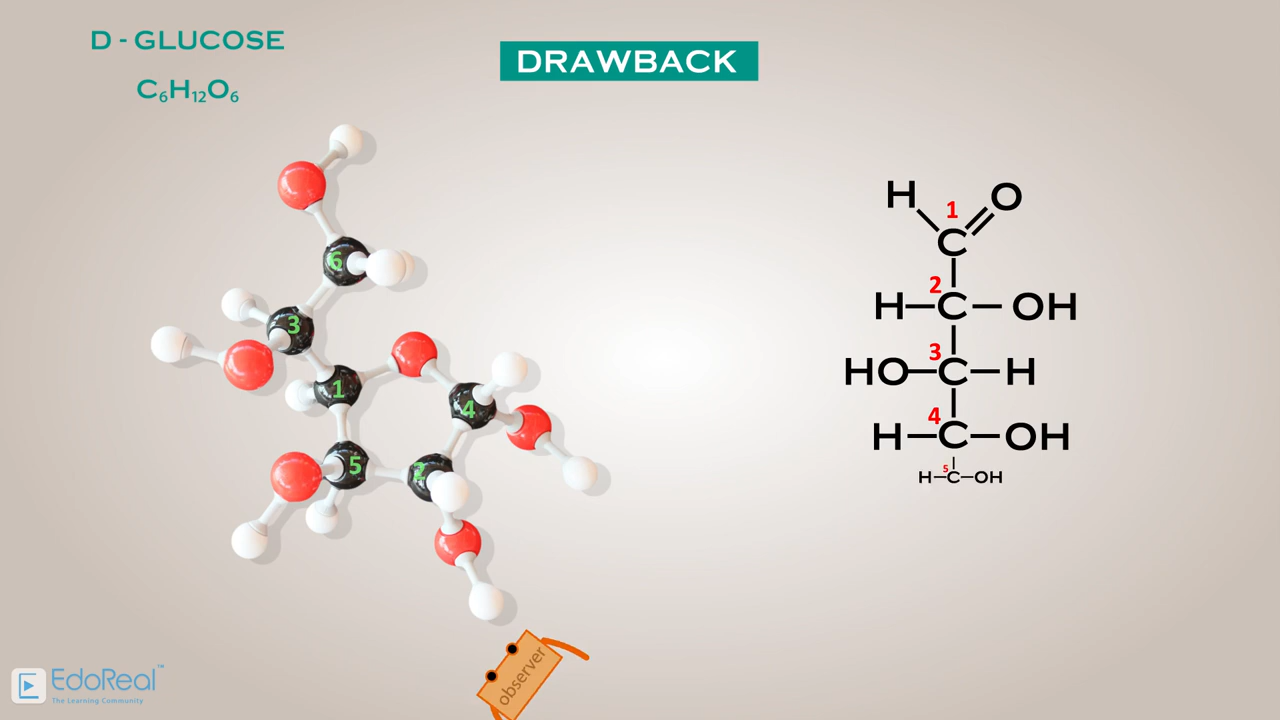 D - GLUCOSE
C₆H₁₂O₆
DRAWBACK
6
3
1
4
5
2
H 1 O
C
2
H C OH
3
HO C H
4
H C OH
5
H C OH
observer
EdoReal™
The Learning Community